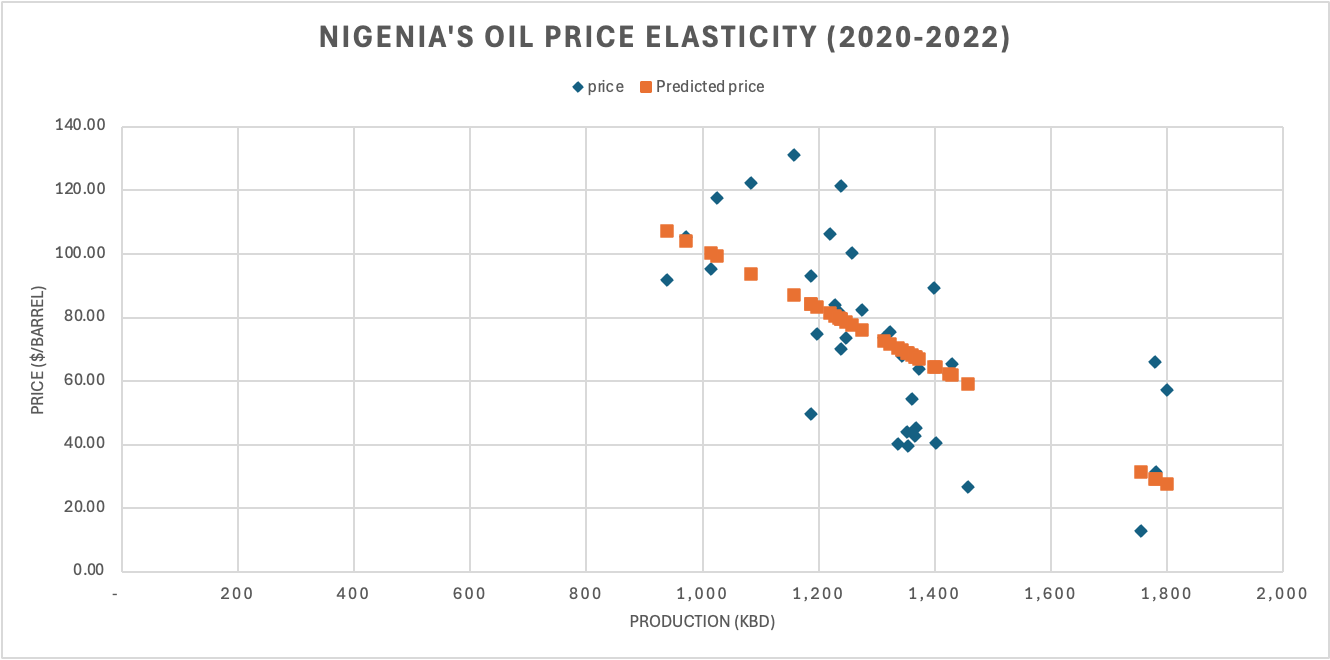 NIGENIA'S OIL PRICE ELASTICITY (2020-2022)
price Predicted price
140.00
120.00
100.00
80.00
60.00
40.00
20.00
0.00
PRICE ($/BARREL)
- 200 400 600 800 1,000 1,200 1,400 1,600 1,800 2,000
PRODUCTION (KBD)